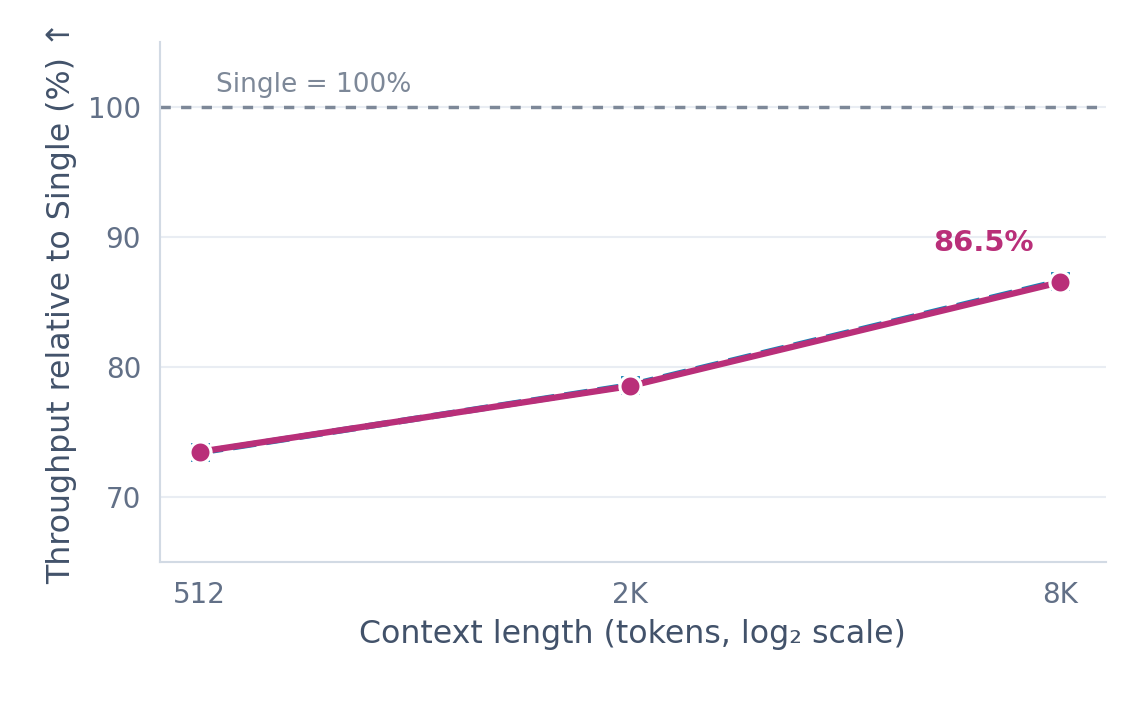 Throughput relative to Single (%) ↑
Single = 100%
100
90
80
70
86.5%
512 2K 8K
Context length (tokens, log₂ scale)